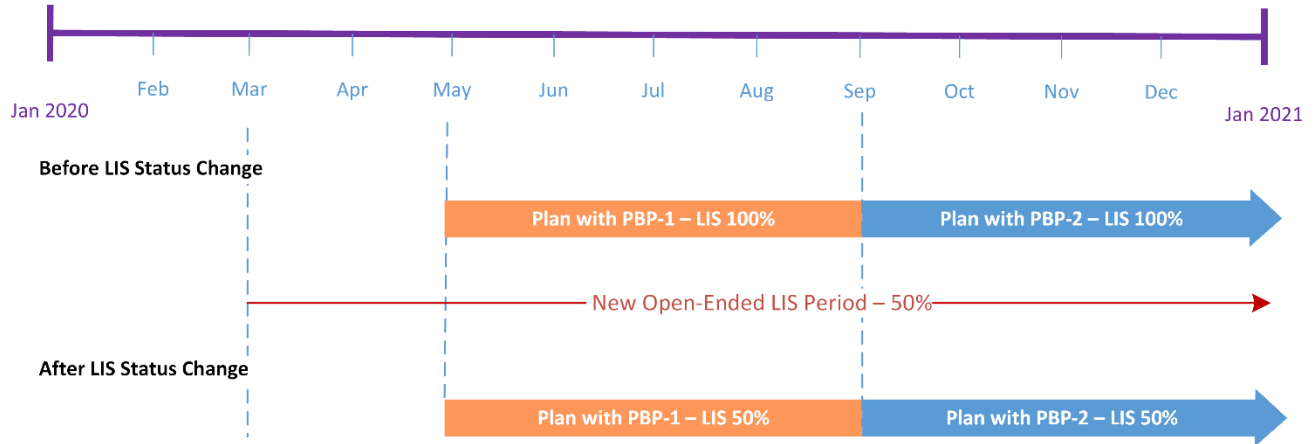 Feb Mar Apr May Jun Jul Aug Sep Oct Nov Dec
Jan 2020 Jan 2021
Before LIS Status Change
Plan with PBP-1 – LIS 100% Plan with PBP-2 – LIS 100%
New Open-Ended LIS Period – 50%
After LIS Status Change
Plan with PBP-1 – LIS 50% Plan with PBP-2 – LIS 50%